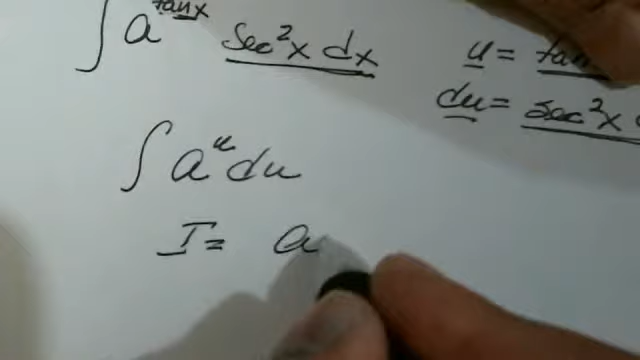 ∫ a^tanx sec²x dx
u = tan
du = sec²x
∫ a^u du
I = a